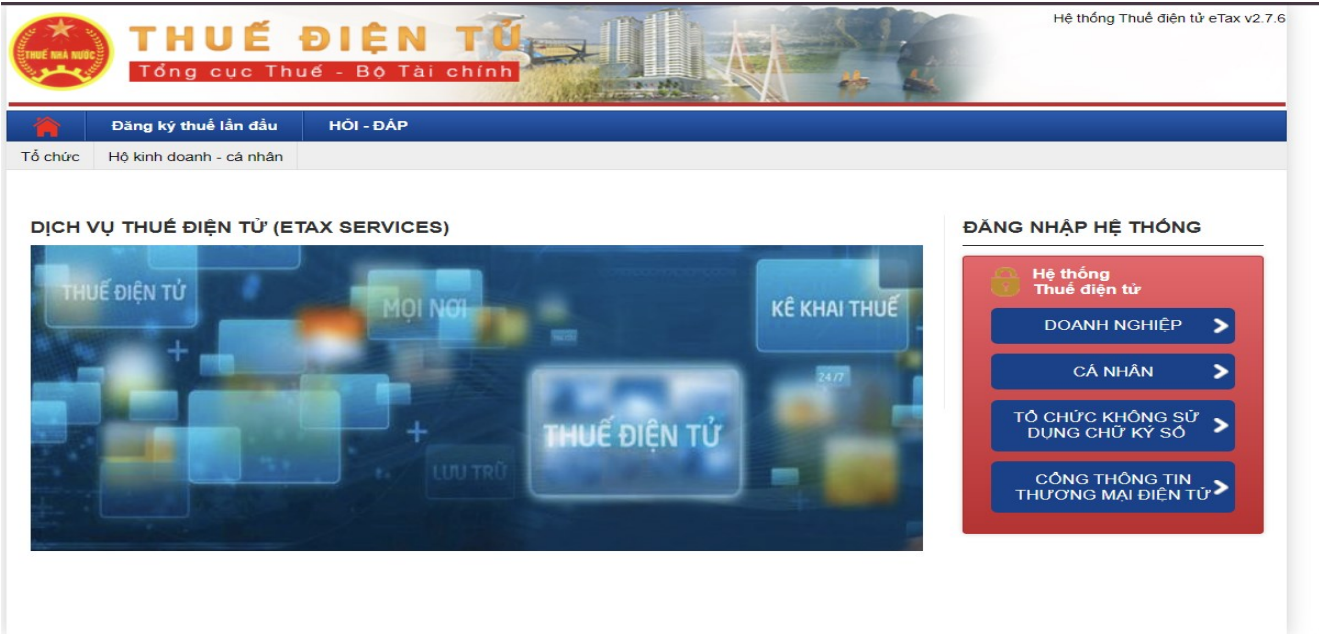 Hệ thống Thuế điện tử eTax v2.7.6
THUẾ NHÀ NƯỚC
THUẾ ĐIỆN TỬ
Tổng cục Thuế - Bộ Tài chính
Đăng ký thuế lần đầu
HỎI - ĐÁP
Tổ chức
Hộ kinh doanh - cá nhân
DỊCH VỤ THUẾ ĐIỆN TỬ (ETAX SERVICES)
THUẾ ĐIỆN TỬ
MỌI NƠI
KÊ KHAI THUẾ
24/7
THUẾ ĐIỆN TỬ
LƯU TRỮ
ĐĂNG NHẬP HỆ THỐNG
Hệ thống
Thuế điện tử
DOANH NGHIỆP
CÁ NHÂN
TỔ CHỨC KHÔNG SỬ
DỤNG CHỮ KÝ SỐ
CỔNG THÔNG TIN
THƯƠNG MẠI ĐIỆN TỬ